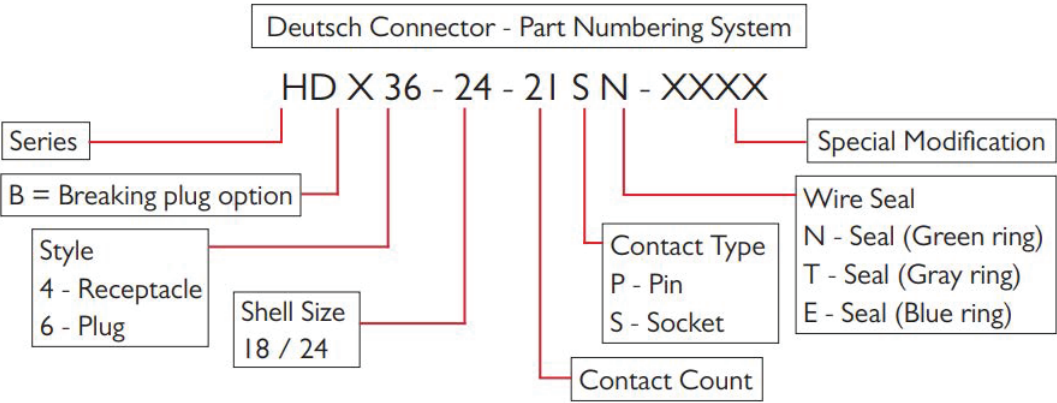 Deutsch Connector - Part Numbering System
HD X 36 - 24 - 21 S N - XXXX
Series
Special Modification
B = Breaking plug option
Wire Seal
N - Seal (Green ring)
T - Seal (Gray ring)
E - Seal (Blue ring)
Style
4 - Receptacle
6 - Plug
Contact Type
P - Pin
S - Socket
Shell Size
18 / 24
Contact Count